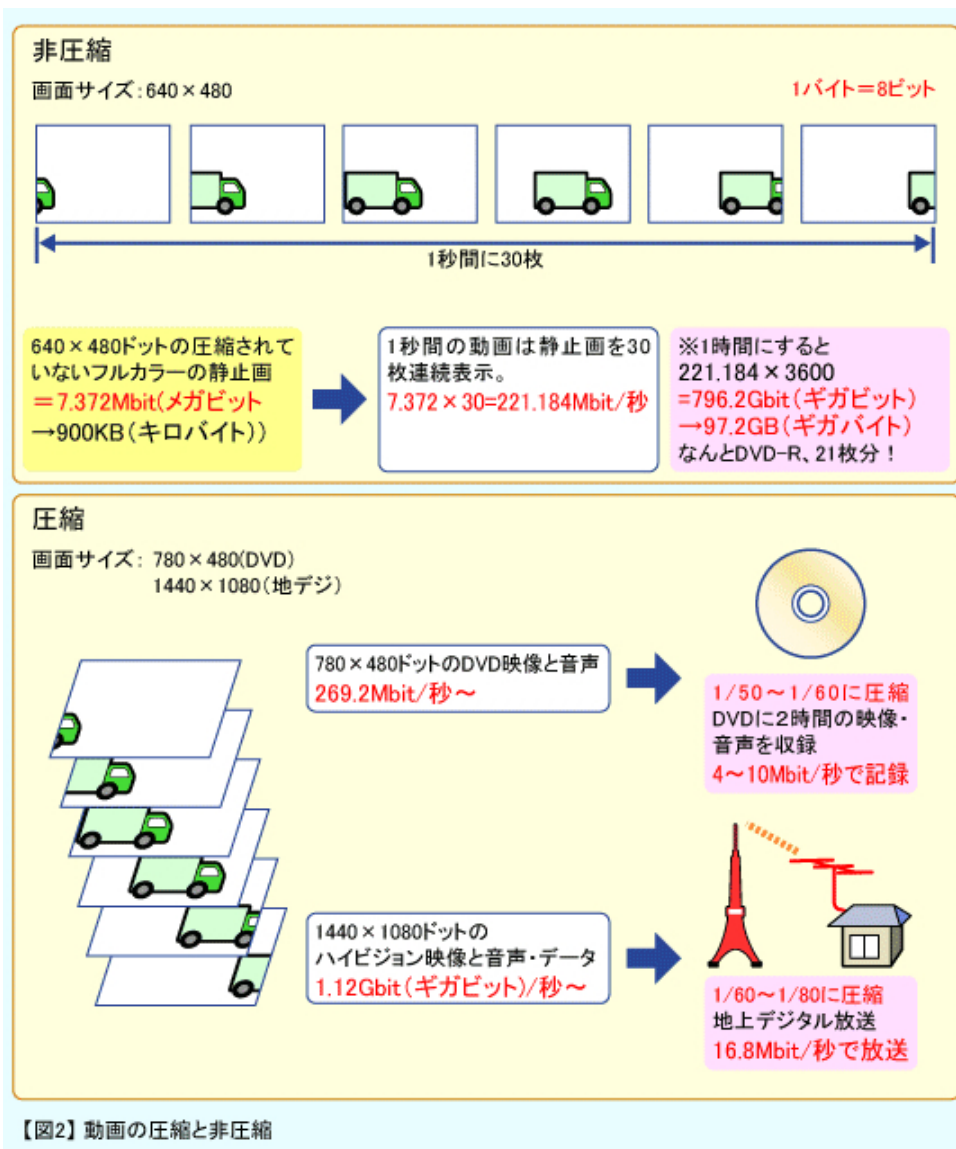 非圧縮
画面サイズ:640×480
1バイト=8ビット
1秒間に30枚
640×480ドットの圧縮されて
いないフルカラーの静止画
=7.372Mbit(メガビット
→900KB(キロバイト))
1秒間の動画は静止画を30
枚連続表示。
7.372×30=221.184Mbit/秒
※1時間にすると
221.184×3600
=796.2Gbit(ギガビット)
→97.2GB(ギガバイト)
なんとDVD-R、21枚分!
圧縮
画面サイズ: 780×480(DVD)
1440×1080(地デジ)
780×480ドットのDVD映像と音声
269.2Mbit/秒~
1/50~1/60に圧縮
DVDに2時間の映像・
音声を収録
4~10Mbit/秒で記録
1440×1080ドットの
ハイビジョン映像と音声・データ
1.12Gbit(ギガビット)/秒~
1/60~1/80に圧縮
地上デジタル放送
16.8Mbit/秒で放送
【図2】動画の圧縮と非圧縮